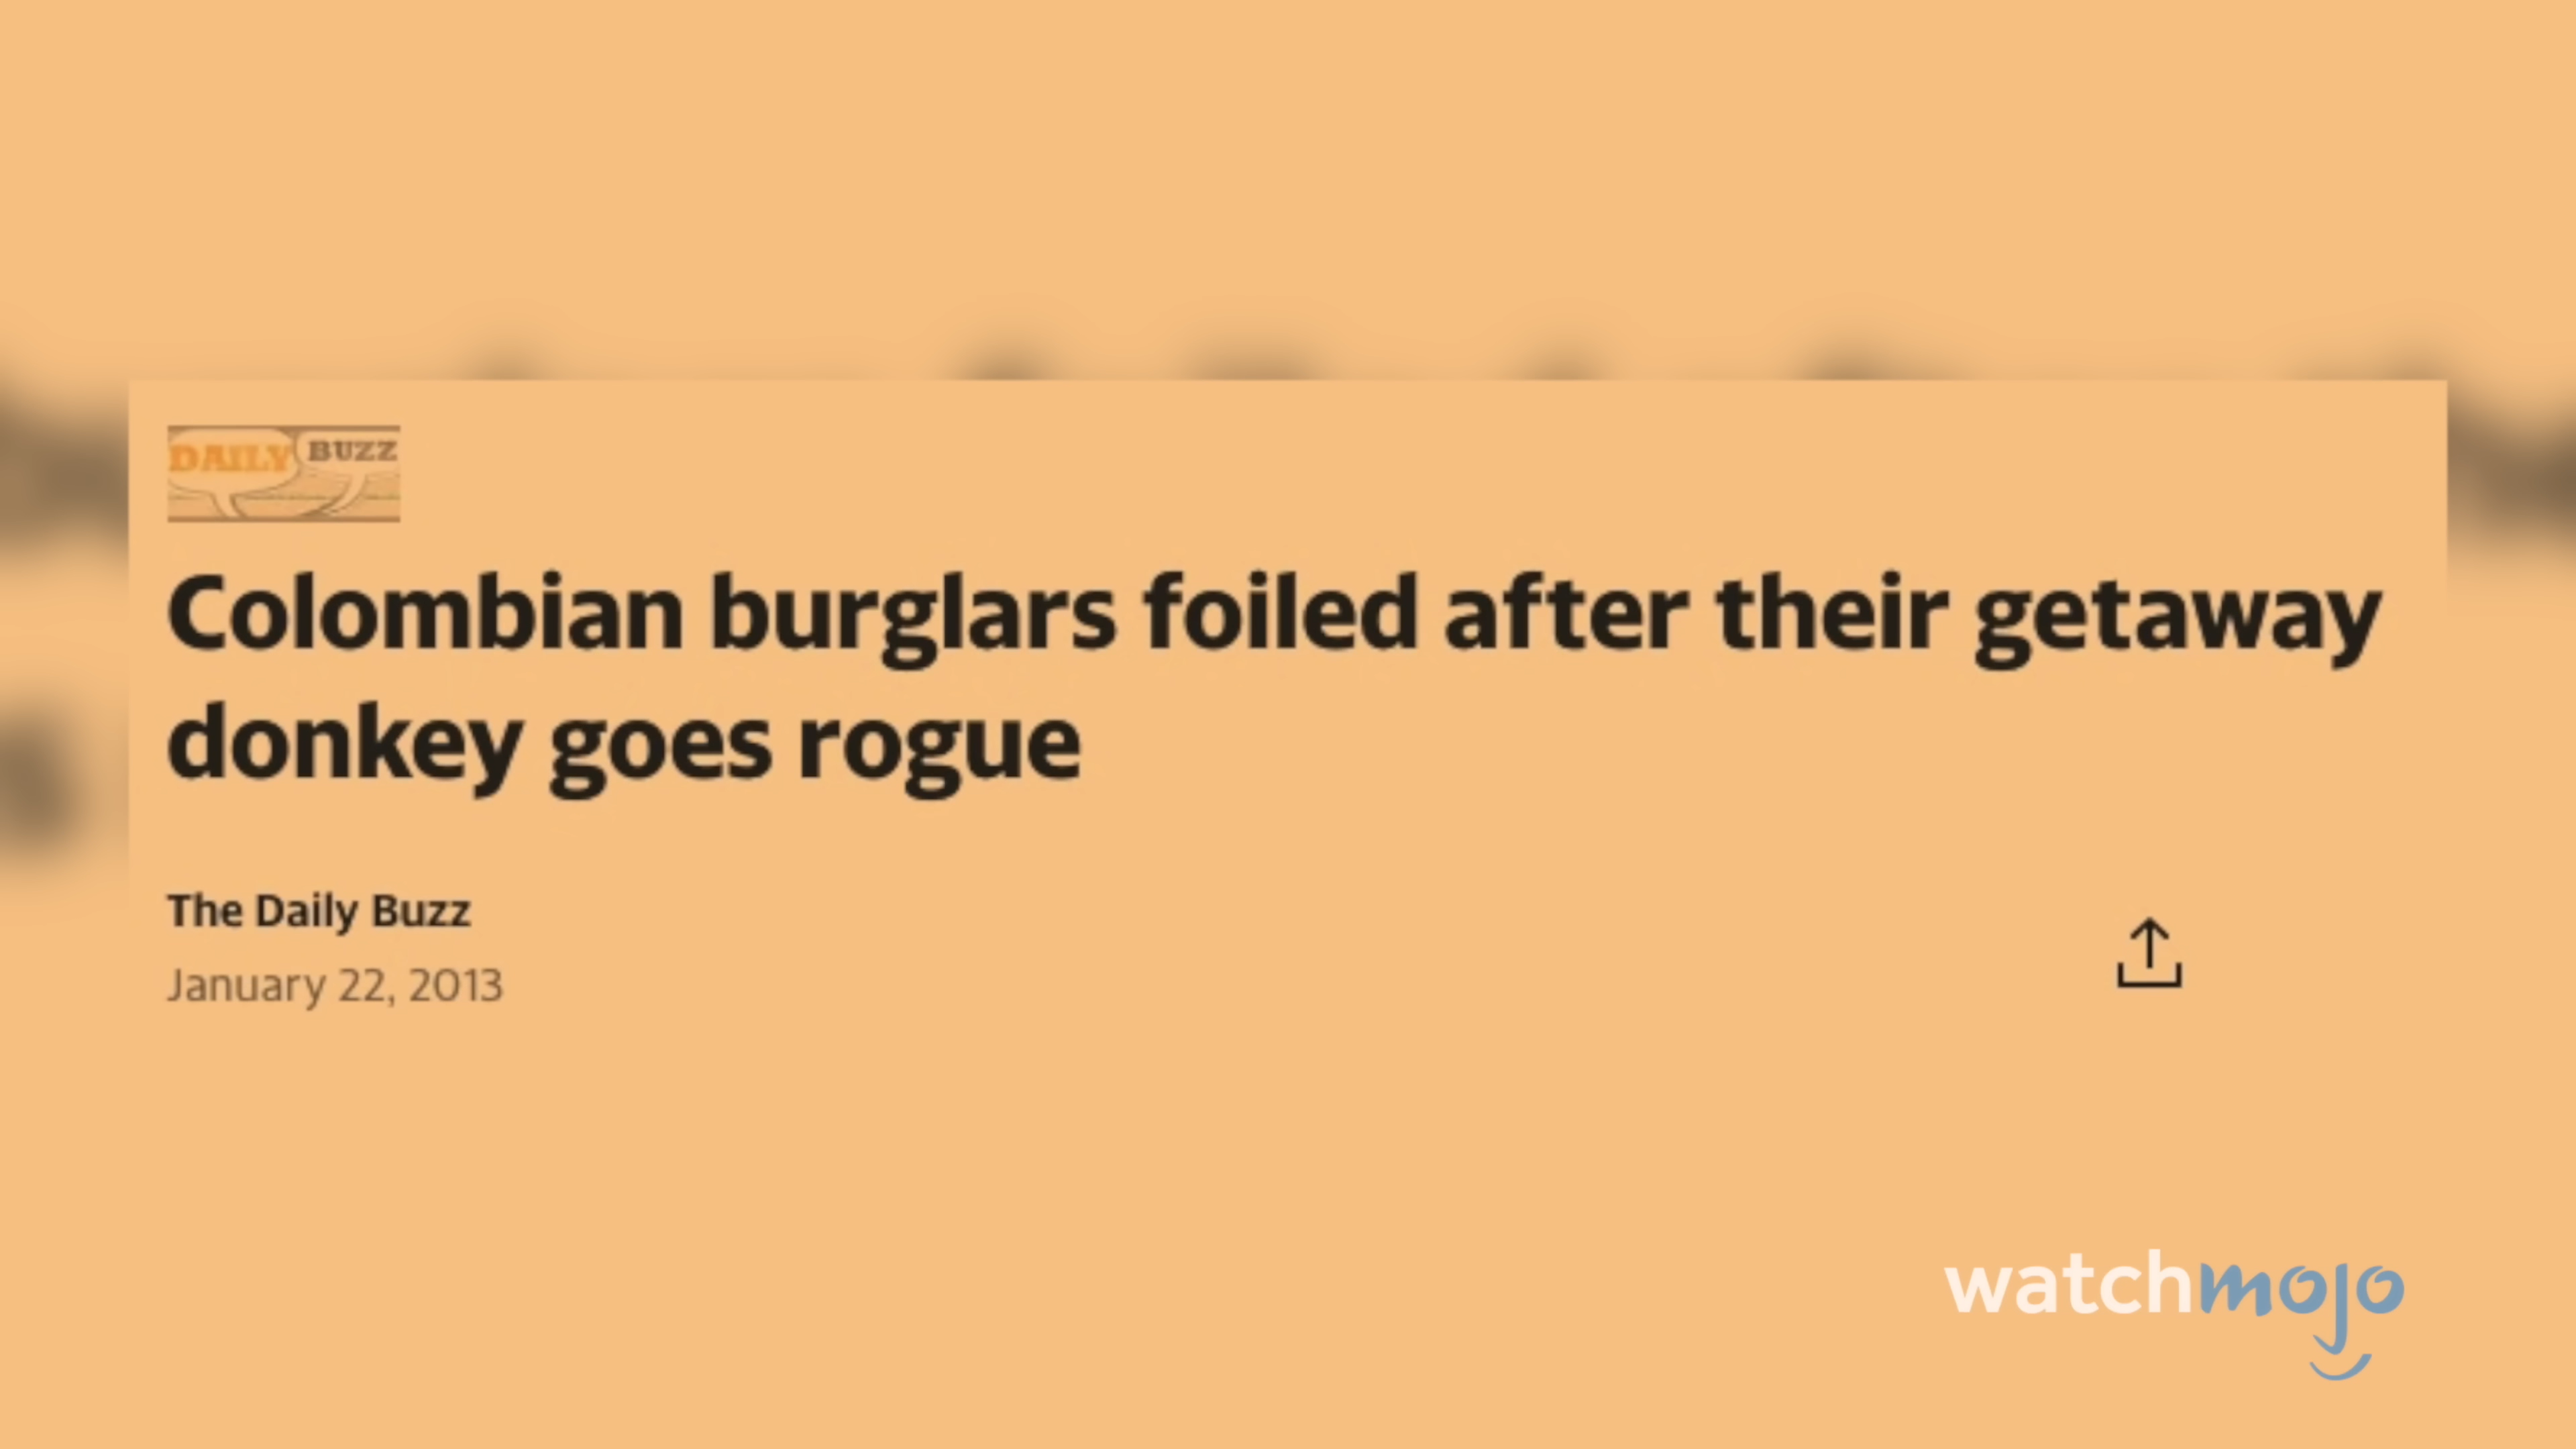 DAILY BUZZ
Colombian burglars foiled after their getaway
donkey goes rogue
The Daily Buzz
January 22, 2013
watchmojo